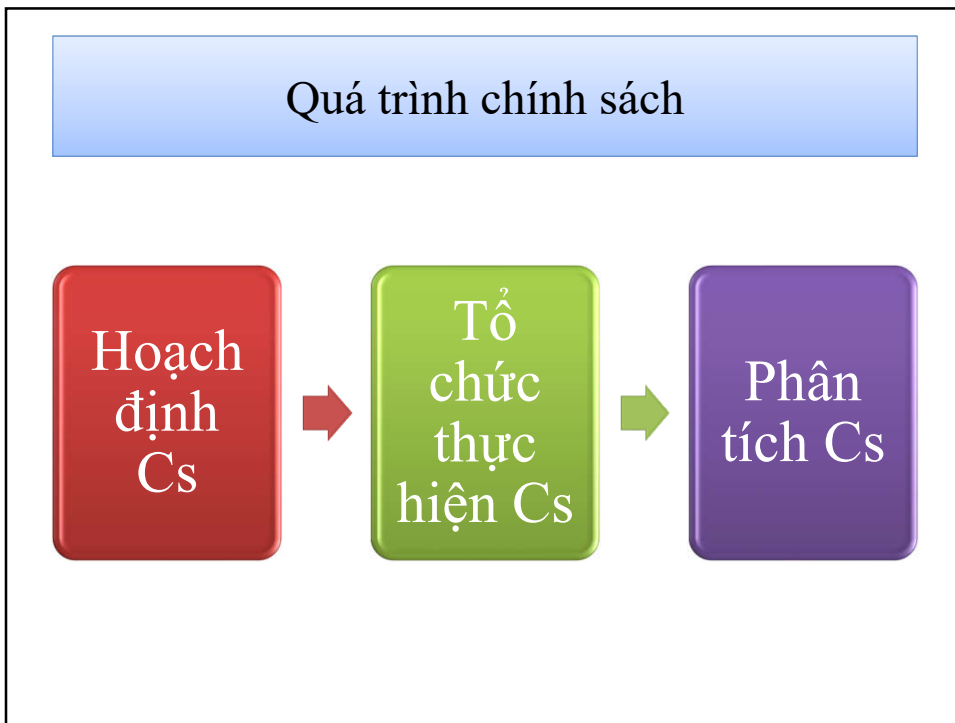 Quá trình chính sách
Hoạch
định
Cs
Tổ
chức
thực
hiện Cs
Phân
tích Cs